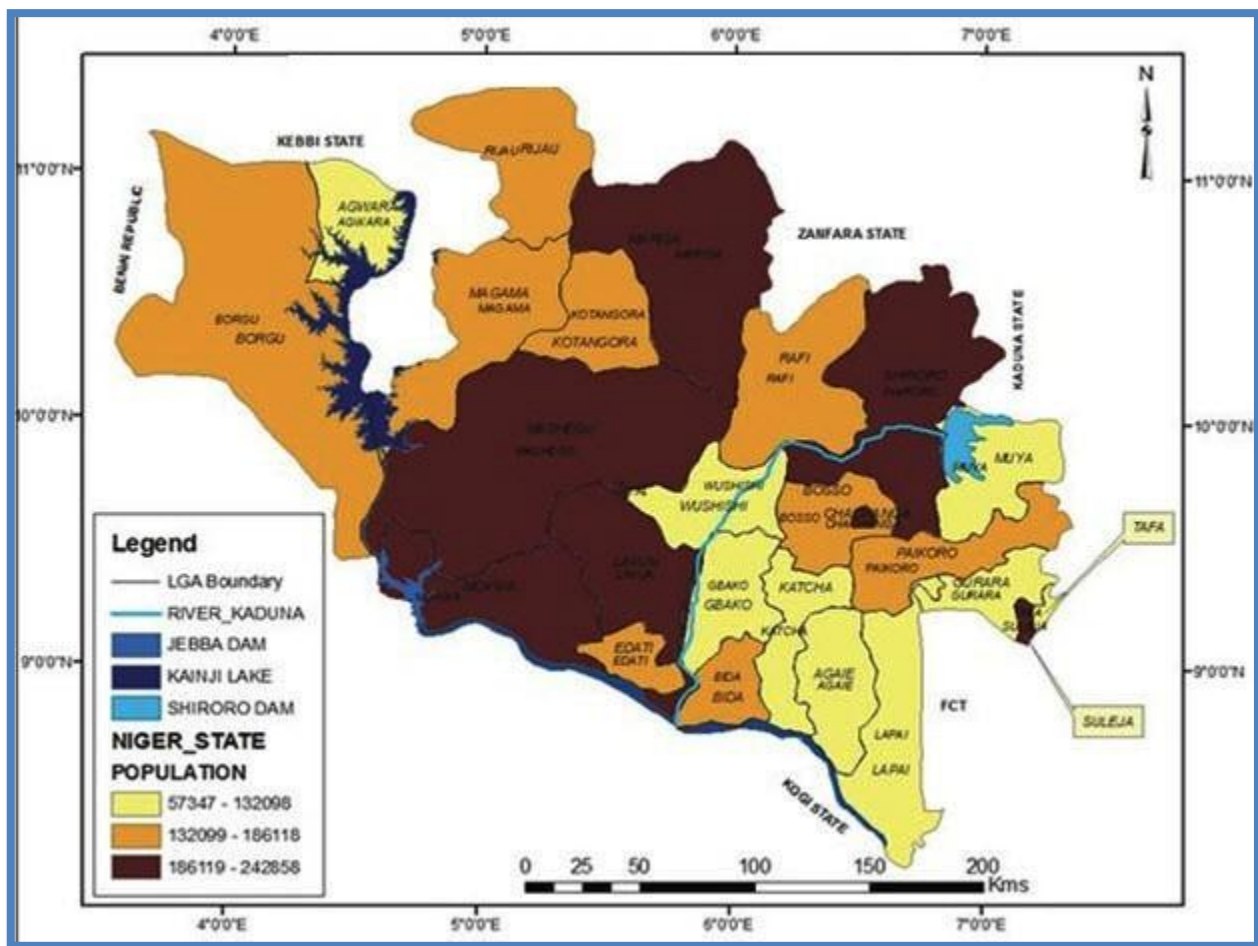 4°0'0"E 5°0'0"E 6°0'0"E 7°0'0"E
N
KEBBI STATE
RIJAU RIJAU
11°0'0"N 11°0'0"N
AGWARA
AGIKARA
ZANFARA STATE
MAGAMA
MAGAMA
KOTANGORA
KOTANGORA
BORGU
BORGU
KADUNA STATE
RAFI
RAFI
SHIRORO
10°0'0"N 10°0'0"N
MUYA
MUYA
WUSHISHI
WUSHISHI
BOSSO
BOSSO
TAFA
PAIKORO
PAIKORO
GBAKO
GBAKO
KATCHA
KATCHA
GURARA
GURARA
EDATI
EDATI
9°0'0"N 9°0'0"N
BIDA
BIDA
AGAIE
AGAIE
FCT
SULEJA
LAPAI
LAPAI
KOGI STATE
Legend
LGA Boundary
RIVER_KADUNA
JEBBA DAM
KAINJI LAKE
SHIRORO DAM
NIGER_STATE
POPULATION
57347 - 132098
132099 - 186118
186119 - 242858
0 25 50 100 150 200
Kms
4°0'0"E 5°0'0"E 6°0'0"E 7°0'0"E